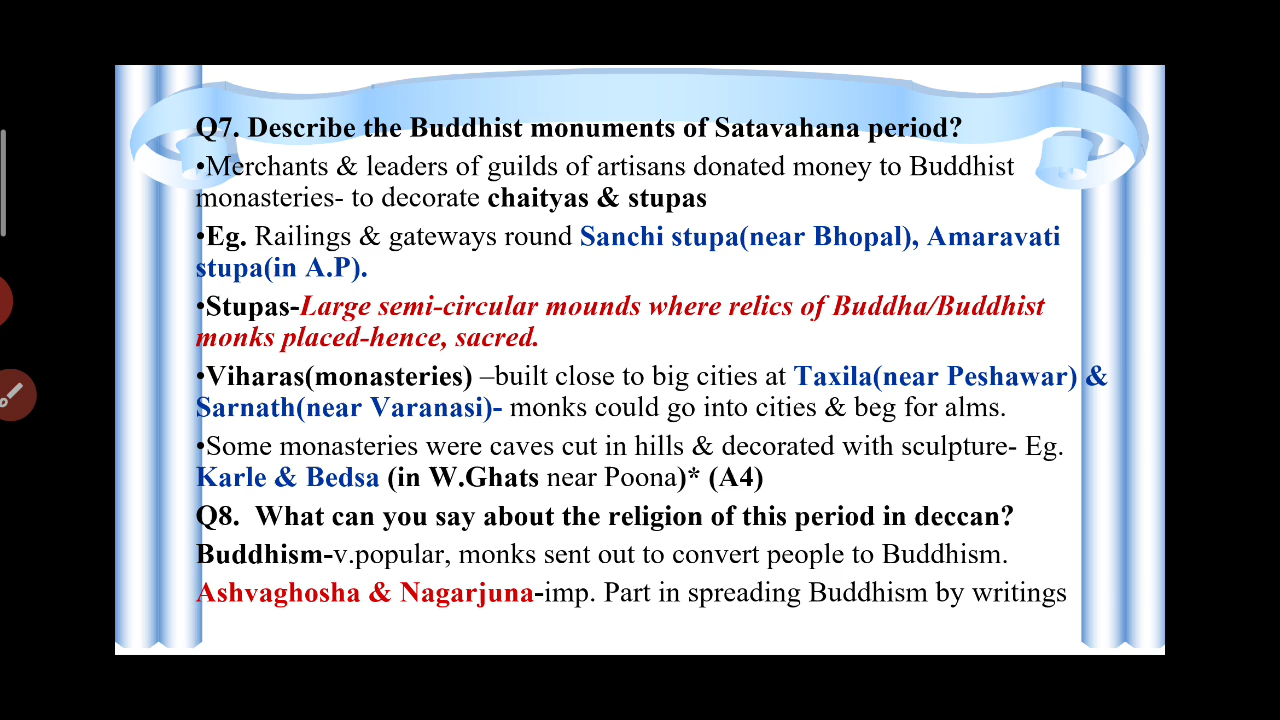 Q7. Describe the Buddhist monuments of Satavahana period?
•Merchants & leaders of guilds of artisans donated money to Buddhist
monasteries- to decorate chaityas & stupas
•Eg. Railings & gateways round Sanchi stupa(near Bhopal), Amaravati
stupa(in A.P).
•Stupas-Large semi-circular mounds where relics of Buddha/Buddhist
monks placed-hence, sacred.
•Viharas(monasteries) –built close to big cities at Taxila(near Peshawar) &
Sarnath(near Varanasi)- monks could go into cities & beg for alms.
•Some monasteries were caves cut in hills & decorated with sculpture- Eg.
Karle & Bedsa (in W.Ghats near Poona)* (A4)
Q8.  What can you say about the religion of this period in deccan?
Buddhism-v.popular, monks sent out to convert people to Buddhism.
Ashvaghosha & Nagarjuna-imp. Part in spreading Buddhism by writings